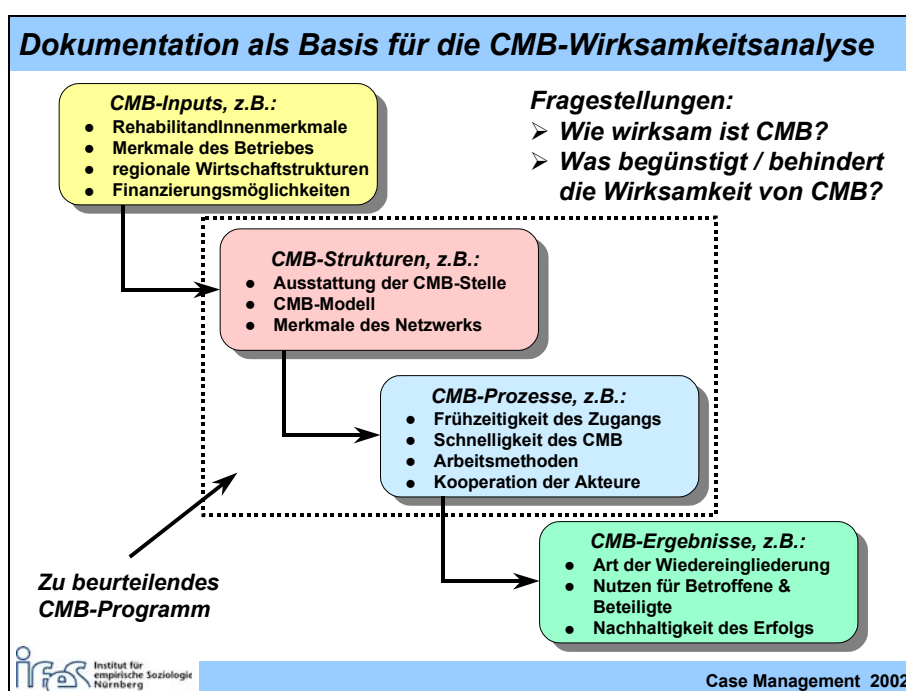 Dokumentation als Basis für die CMB-Wirksamkeitsanalyse
CMB-Inputs, z.B.:
● RehabilitandInnenmerkmale
● Merkmale des Betriebes
● regionale Wirtschaftstrukturen
● Finanzierungsmöglichkeiten
Fragestellungen:
➢ Wie wirksam ist CMB?
➢ Was begünstigt / behindert
die Wirksamkeit von CMB?
CMB-Strukturen, z.B.:
● Ausstattung der CMB-Stelle
● CMB-Modell
● Merkmale des Netzwerks
CMB-Prozesse, z.B.:
● Frühzeitigkeit des Zugangs
● Schnelligkeit des CMB
● Arbeitsmethoden
● Kooperation der Akteure
CMB-Ergebnisse, z.B.:
● Art der Wiedereingliederung
● Nutzen für Betroffene &
Beteiligte
● Nachhaltigkeit des Erfolgs
Zu beurteilendes
CMB-Programm
ifes
Institut für
empirische Soziologie
Nürnberg
Case Management 2002